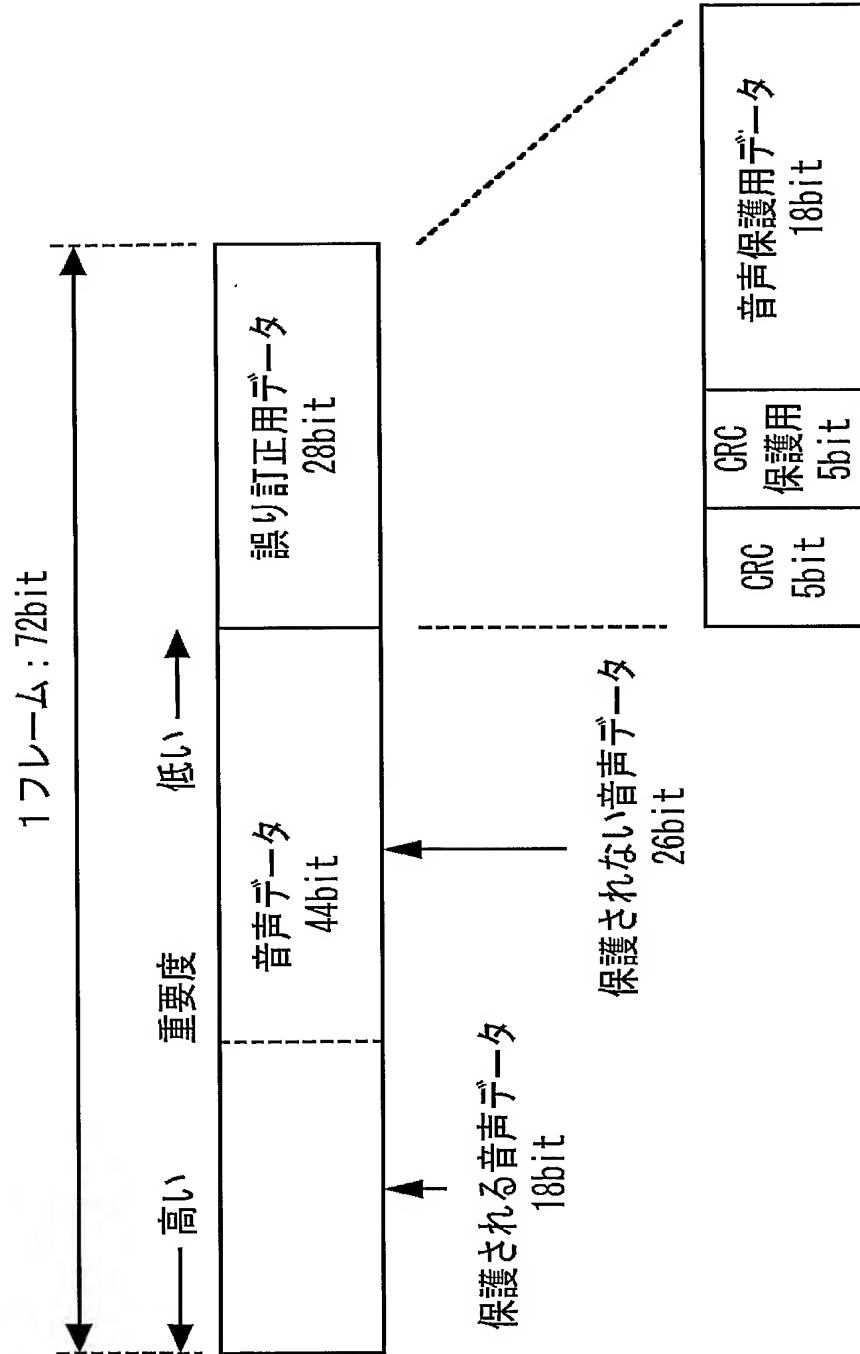 1フレーム：72bit
高い
重要度
低い
音声データ
44bit
誤り訂正用データ
28bit
保護される音声データ
18bit
保護されない音声データ
26bit
CRC
5bit
CRC
保護用
5bit
音声保護用データ
18bit